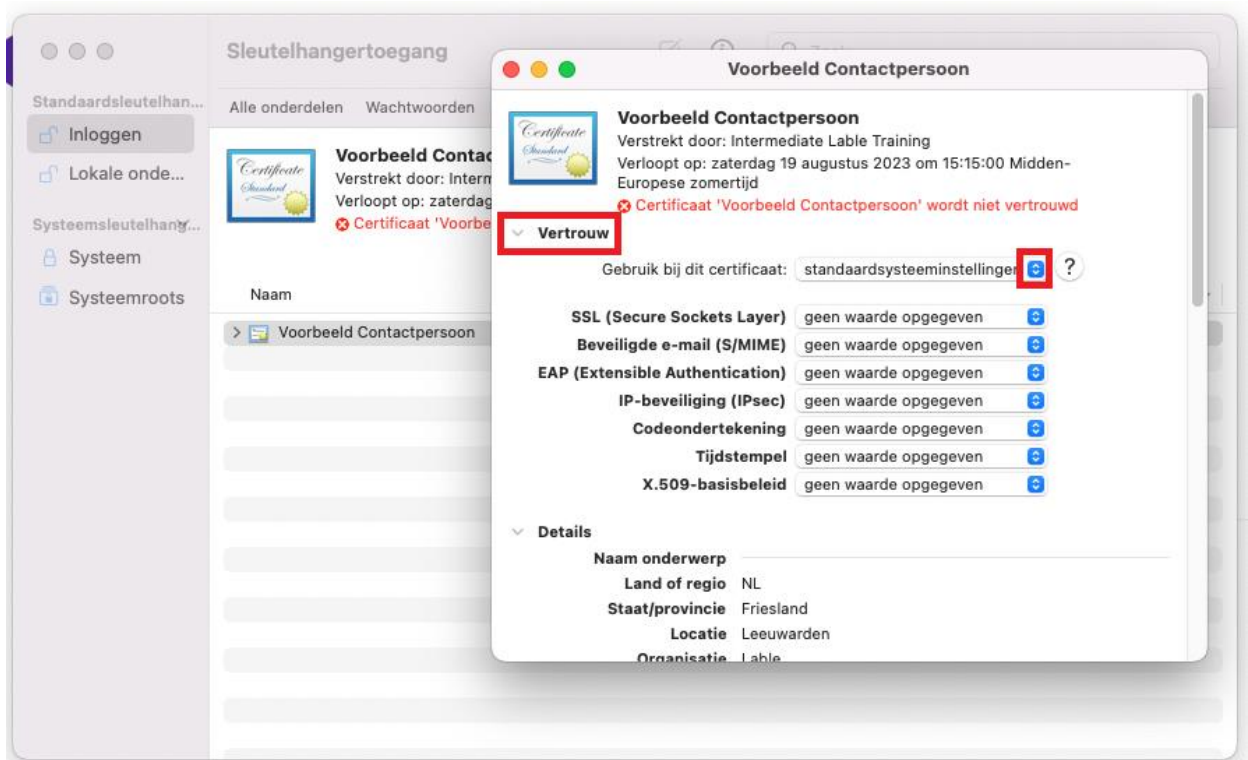 Sleutelhangertoegang
Standaardsleutelhan...
Inloggen
Lokale onde...
Systeemsleutelhang...
Systeem
Systeemroots
Alle onderdelen Wachtwoorden
Certificate
Standard
Voorbeeld Contac
Verstrekt door: Intern
Verloopt op: zaterdag
Certificaat 'Voorbe
Naam
Voorbeeld Contactpersoon
Voorbeeld Contactpersoon
Certificate
Standard
Voorbeeld Contactpersoon
Verstrekt door: Intermediate Lable Training
Verloopt op: zaterdag 19 augustus 2023 om 15:15:00 Midden-
Europese zomertijd
Certificaat 'Voorbeeld Contactpersoon' wordt niet vertrouwd
Vertrouw
Gebruik bij dit certificaat: standaardsysteeminstellingen ?
SSL (Secure Sockets Layer) geen waarde opgegeven
Beveiligde e-mail (S/MIME) geen waarde opgegeven
EAP (Extensible Authentication) geen waarde opgegeven
IP-beveiliging (IPsec) geen waarde opgegeven
Codeondertekening geen waarde opgegeven
Tijdstempel geen waarde opgegeven
X.509-basisbeleid geen waarde opgegeven
Details
Naam onderwerp
Land of regio NL
Staat/provincie Friesland
Locatie Leeuwarden
Organisatie Lable